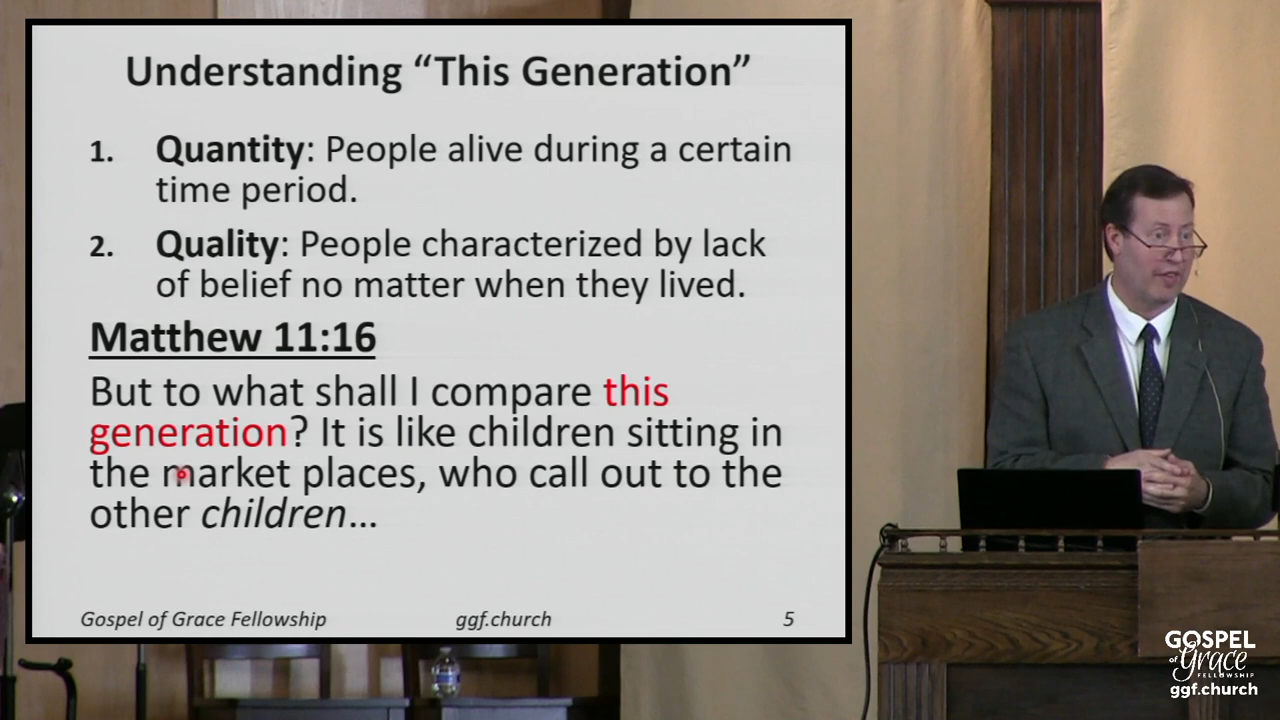 Understanding “This Generation”
1. Quantity: People alive during a certain
time period.
2. Quality: People characterized by lack
of belief no matter when they lived.
Matthew 11:16
But to what shall I compare this
generation? It is like children sitting in
the market places, who call out to the
other children…
Gospel of Grace Fellowship ggf.church 5
GOSPEL
of Grace
FELLOWSHIP
ggf.church